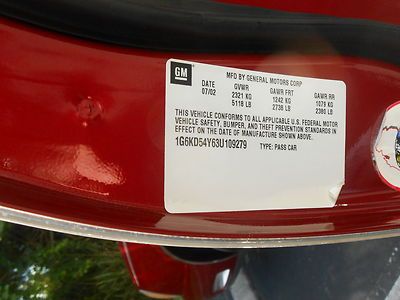 GM
MFD BY GENERAL MOTORS CORP
DATE GVWR GAWR FRT GAWR RR
07/02 2321 KG 1242 KG 1079 KG
5118 LB 2738 LB 2380 LB
THIS VEHICLE CONFORMS TO ALL APPLICABLE U.S. FEDERAL MOTOR
VEHICLE SAFETY, BUMPER, AND THEFT PREVENTION STANDARDS IN
EFFECT ON THE DATE OF MANUFACTURE SHOWN ABOVE.
1G6KD54Y63U109279
TYPE: PASS CAR